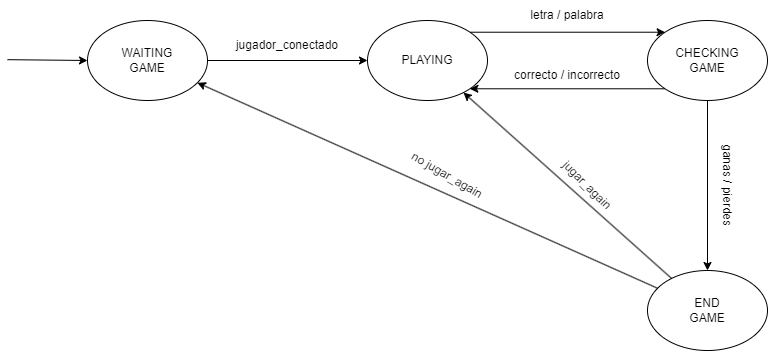 letra / palabra
WAITING
GAME
jugador_conectado
PLAYING
CHECKING
GAME
correcto / incorrecto
no jugar_again
jugar_again
ganas / pierdes
END
GAME